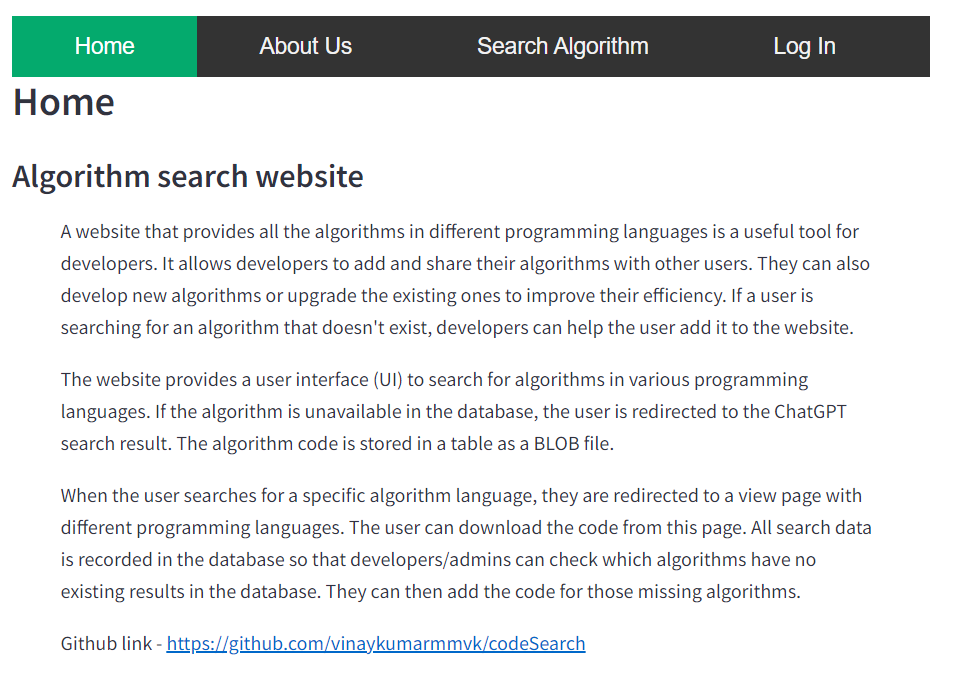 Home About Us Search Algorithm Log In
Home
Algorithm search website
A website that provides all the algorithms in different programming languages is a useful tool for
developers. It allows developers to add and share their algorithms with other users. They can also
develop new algorithms or upgrade the existing ones to improve their efficiency. If a user is
searching for an algorithm that doesn't exist, developers can help the user add it to the website.
The website provides a user interface (UI) to search for algorithms in various programming
languages. If the algorithm is unavailable in the database, the user is redirected to the ChatGPT
search result. The algorithm code is stored in a table as a BLOB file.
When the user searches for a specific algorithm language, they are redirected to a view page with
different programming languages. The user can download the code from this page. All search data
is recorded in the database so that developers/admins can check which algorithms have no
existing results in the database. They can then add the code for those missing algorithms.
Github link - https://github.com/vinaykumarmmvk/codeSearch